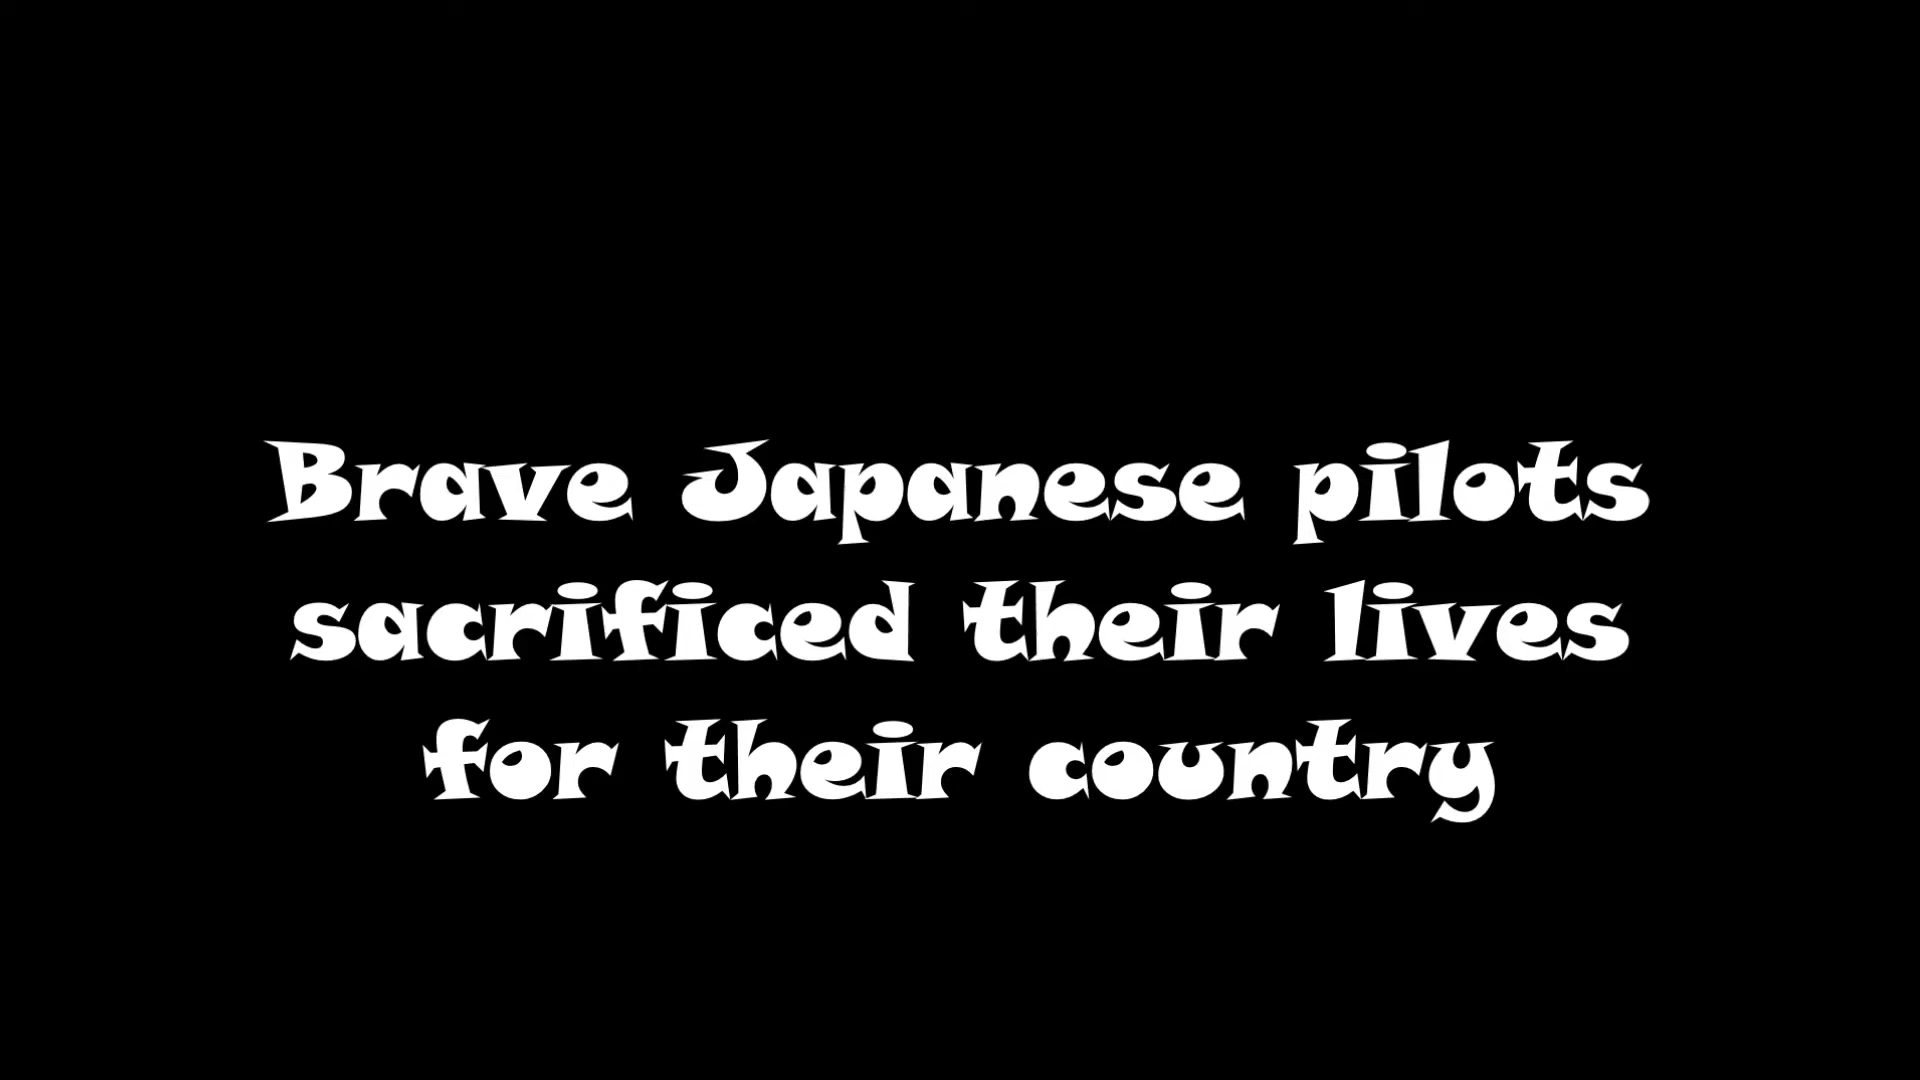 Brave Japanese pilots
sacrificed their lives
for their country